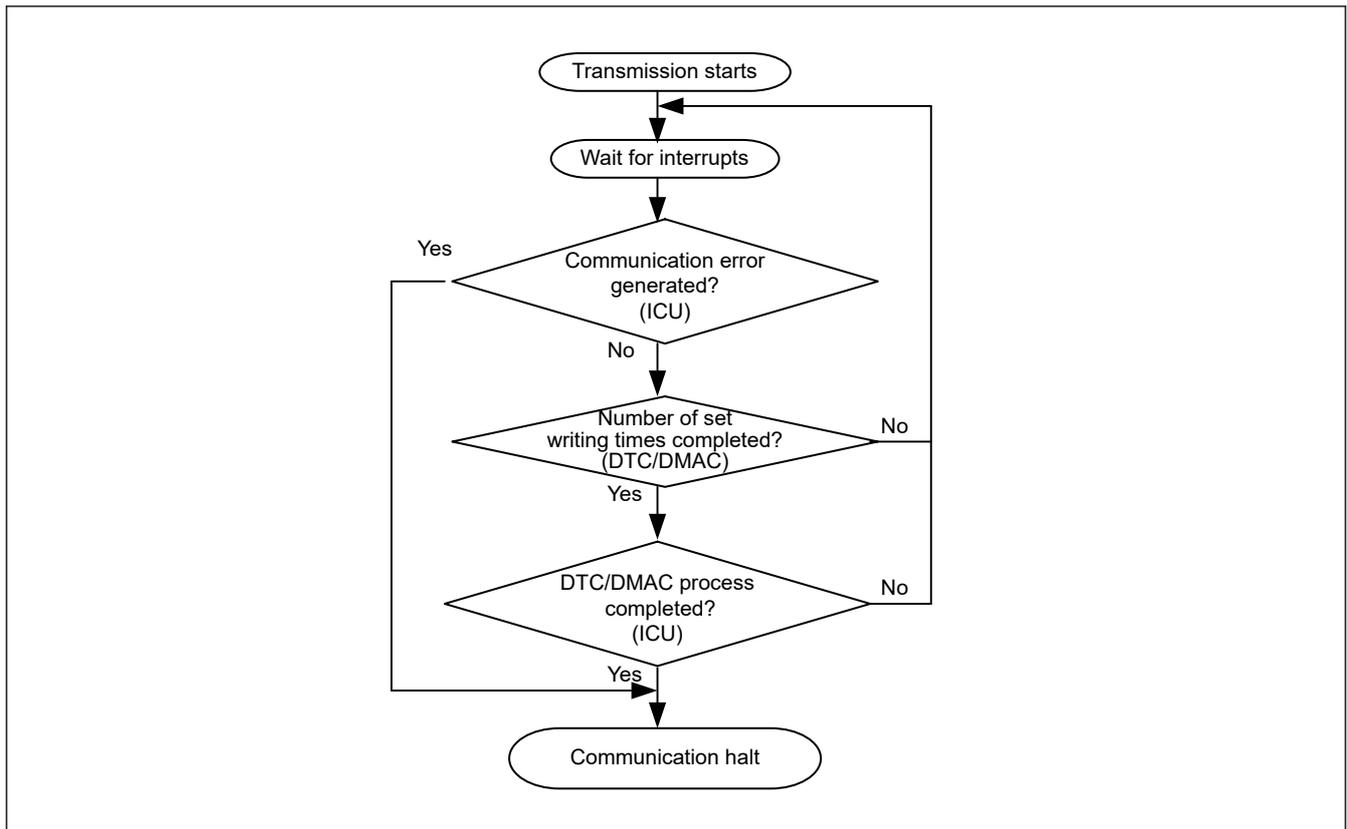 Transmission starts
Wait for interrupts
Yes
Communication error
generated?
(ICU)
No
Number of set
writing times completed?
(DTC/DMAC)
No
Yes
DTC/DMAC process
completed?
(ICU)
No
Yes
Communication halt